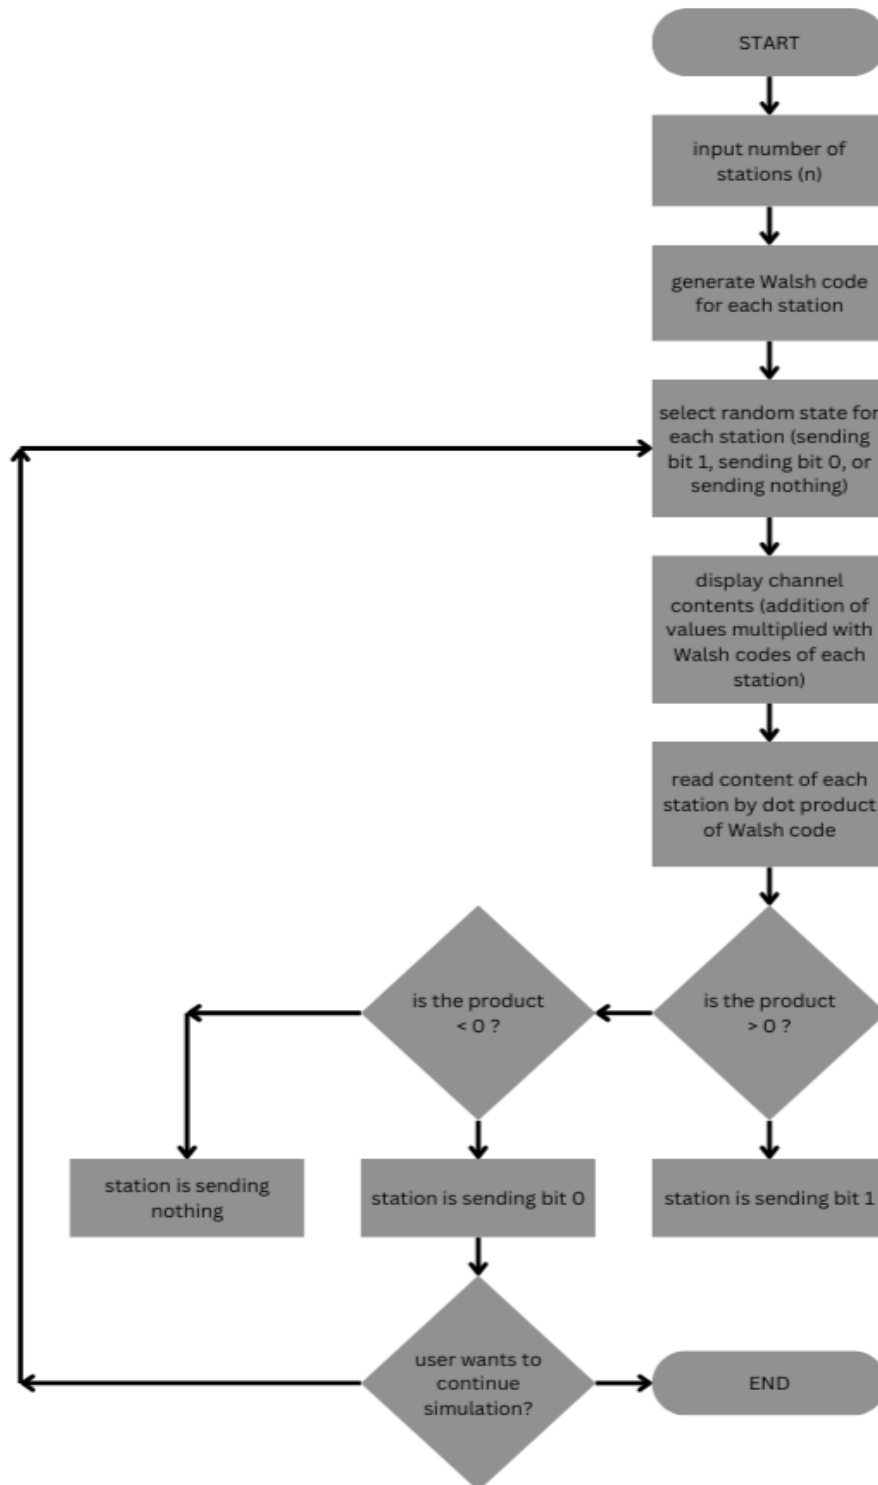 START
input number of
stations (n)
generate Walsh code
for each station
select random state for
each station (sending
bit 1, sending bit 0, or
sending nothing)
display channel
contents (addition of
values multiplied with
Walsh codes of each
station)
read content of each
station by dot product
of Walsh code
is the product
> 0 ?
is the product
< 0 ?
station is sending
nothing
station is sending bit 0
station is sending bit 1
user wants to
continue
simulation?
END